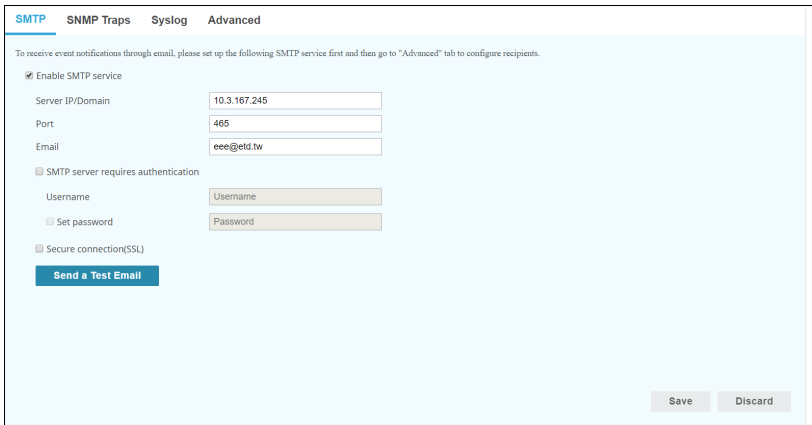 SMTP SNMP Traps Syslog Advanced
To receive event notifications through email, please set up the following SMTP service first and then go to "Advanced" tab to configure recipients.
Enable SMTP service
Server IP/Domain 10.3.167.245
Port 465
Email eee@etd.tw
SMTP server requires authentication
Username Username
Set password Password
Secure connection(SSL)
Send a Test Email
Save Discard